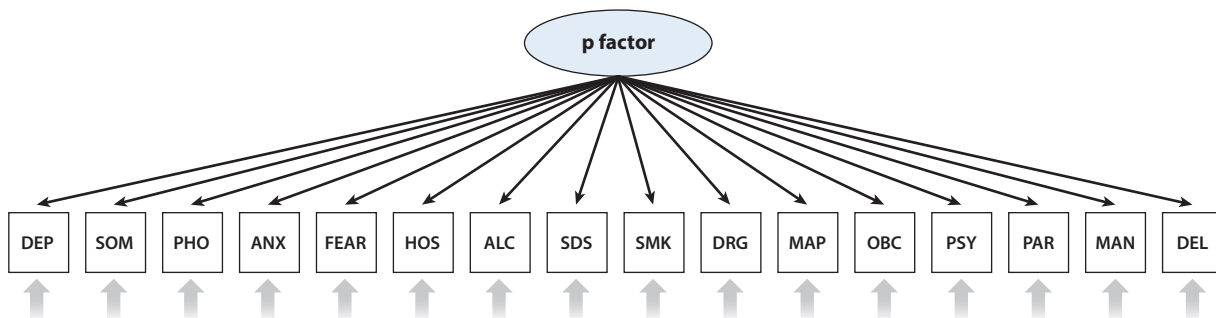 p factor
DEP SOM PHO ANX FEAR HOS ALC SDS SMK DRG MAP OBC PSY PAR MAN DEL